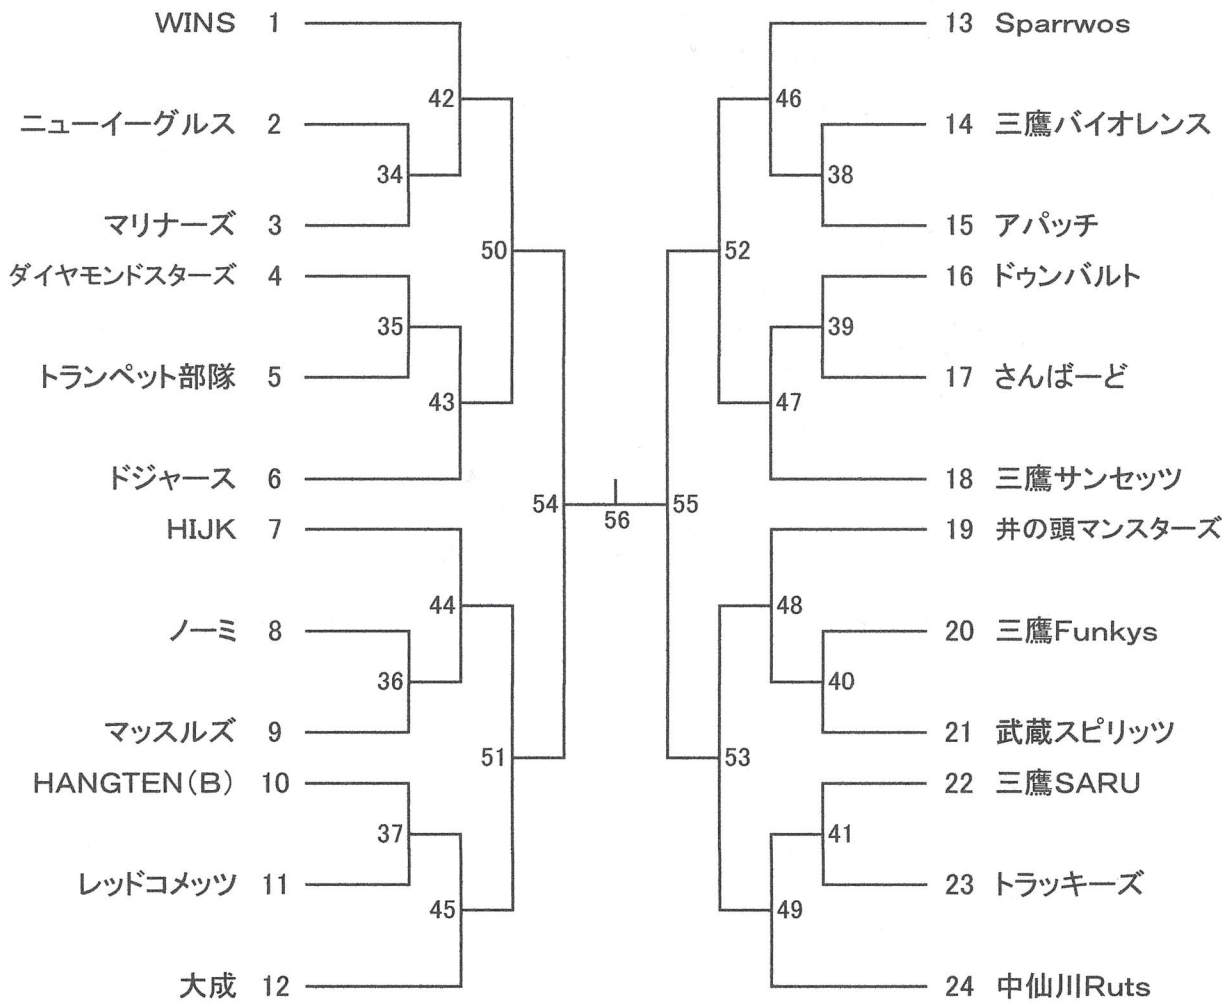 WINS 1
42
ニューイーグルス 2
34
マリナーズ 3
50
ダイヤモンドスターズ 4
35
トランペット部隊 5
43
ドジャース 6
54
HIJK 7
44
ノーミ 8
36
マッスルズ 9
51
HANGTEN(B) 10
37
レッドコメッツ 11
45
大成 12
56
13 Sparrwos
46
14 三鷹バイオレンス
38
15 アパッチ
52
16 ドゥンバルト
39
17 さんばーど
47
18 三鷹サンセッツ
55
19 井の頭マンスターズ
48
20 三鷹Funkys
40
21 武蔵スピリッツ
53
22 三鷹SARU
41
23 トラッキーズ
49
24 中仙川Ruts